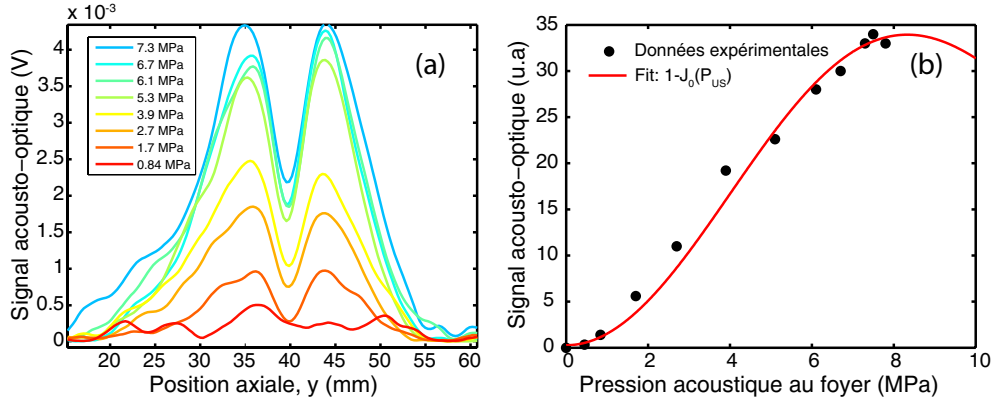 x 10⁻³
4
3.5
3
2.5
2
1.5
1
0.5
0
Signal acousto−optique (V)
7.3 MPa
6.7 MPa
6.1 MPa
5.3 MPa
3.9 MPa
2.7 MPa
1.7 MPa
0.84 MPa
(a)
20 25 30 35 40 45 50 55 60
Position axiale, y (mm)
35
30
25
20
15
10
5
0
Signal acousto−optique (u.a)
Données expérimentales
Fit: 1-J₀(P_US)
(b)
0 2 4 6 8 10
Pression acoustique au foyer (MPa)